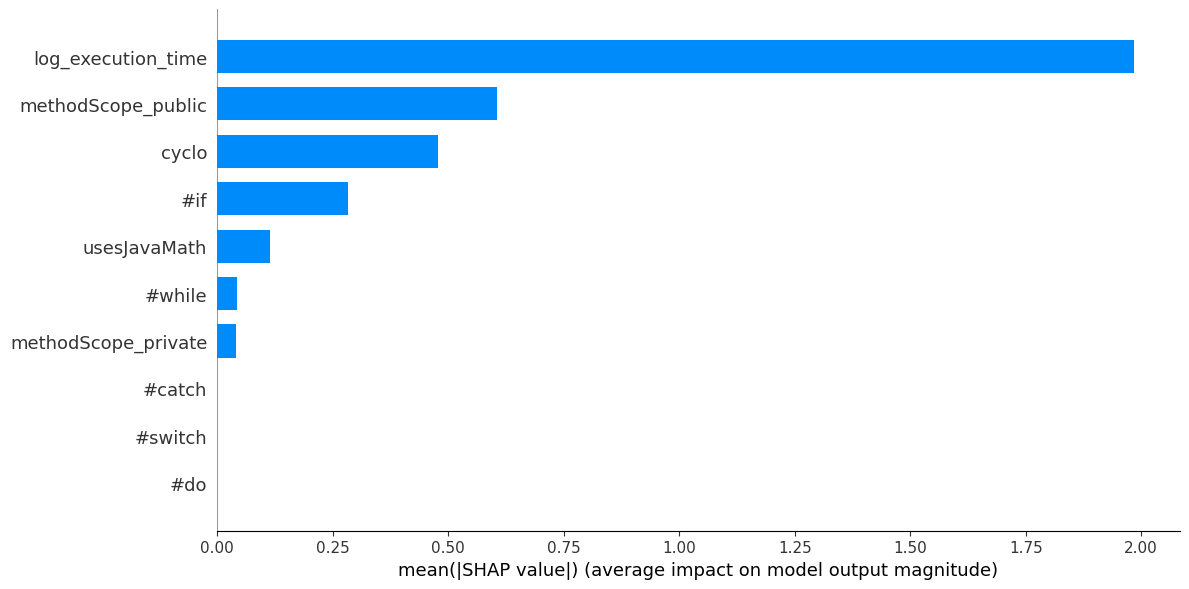 log_execution_time
methodScope_public
cyclo
#if
usesJavaMath
#while
methodScope_private
#catch
#switch
#do
0.00 0.25 0.50 0.75 1.00 1.25 1.50 1.75 2.00
mean(|SHAP value|) (average impact on model output magnitude)